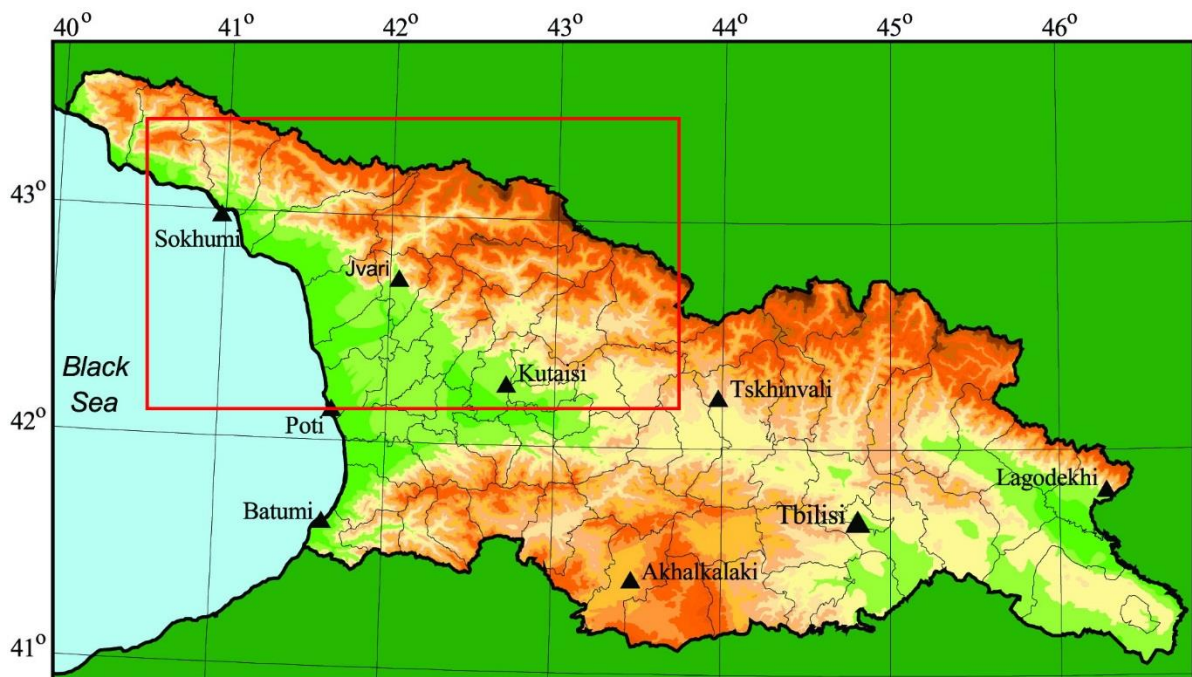 40° 41° 42° 43° 44° 45° 46°
43°
Sokhumi
Jvari
Black
Sea
Kutaisi
Tskhinvali
42°
Poti
Lagodekhi
Batumi
Tbilisi
Akhalkalaki
41°